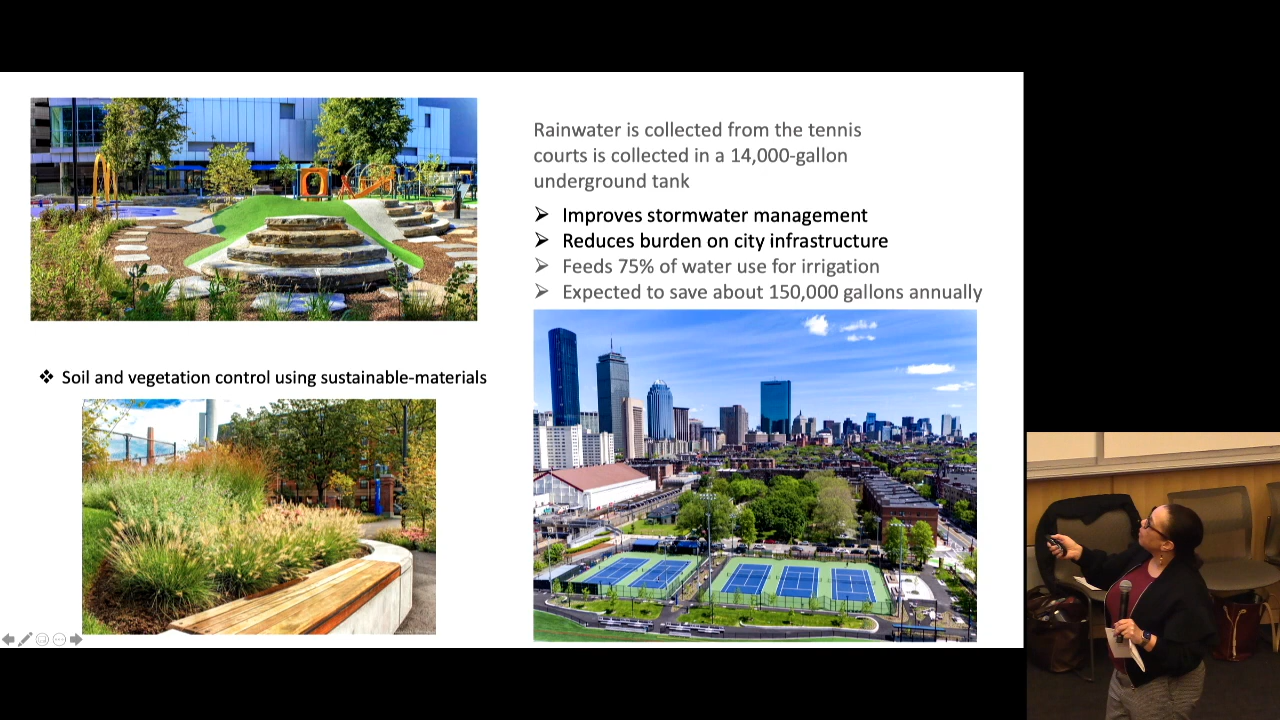 Rainwater is collected from the tennis
courts is collected in a 14,000-gallon
underground tank
Improves stormwater management
Reduces burden on city infrastructure
Feeds 75% of water use for irrigation
Expected to save about 150,000 gallons annually
Soil and vegetation control using sustainable-materials